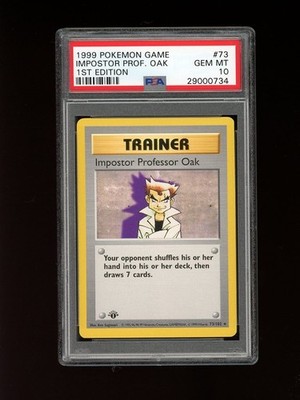 1999 POKEMON GAME #73
IMPOSTOR PROF. OAK GEM MT
1ST EDITION 10
PSA 29000734
TRAINER
Impostor Professor Oak
Your opponent shuffles his or her
hand into his or her deck, then
draws 7 cards.